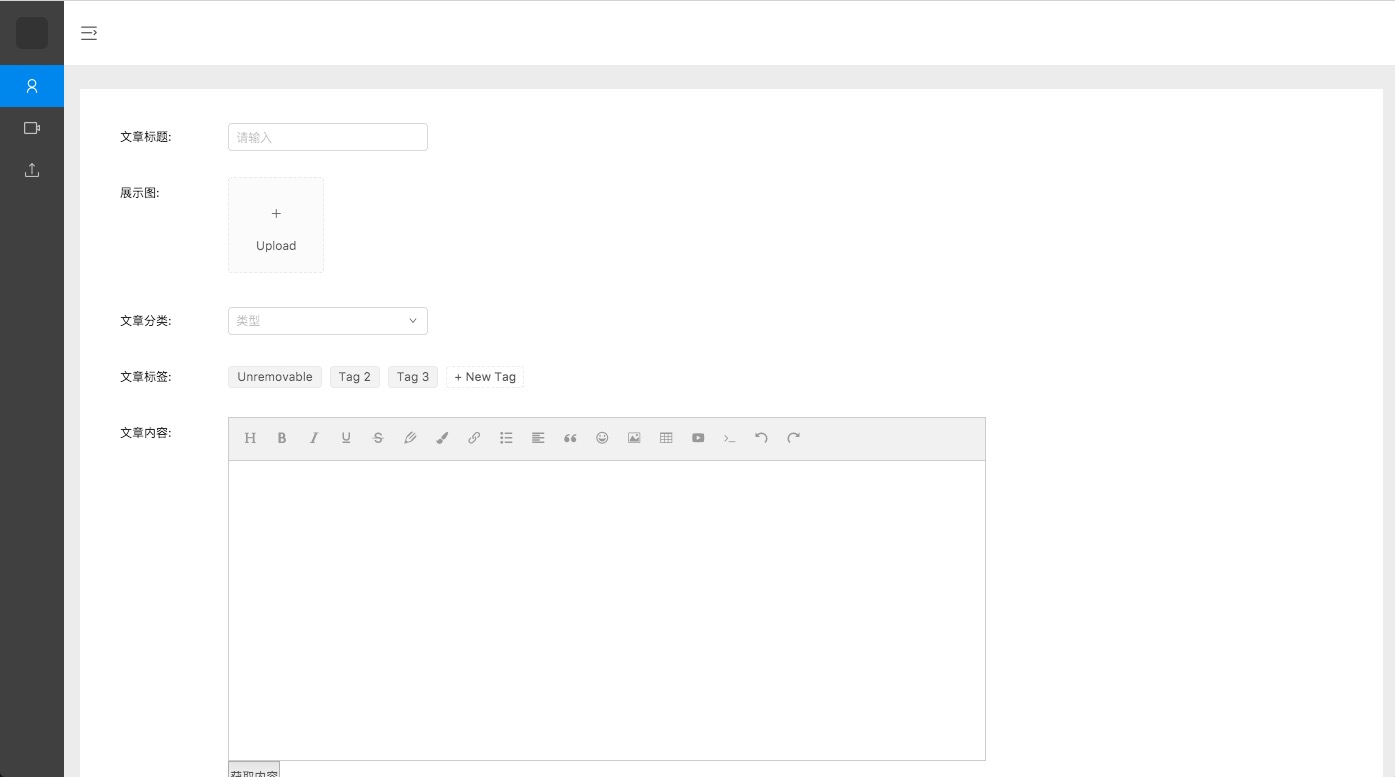 文章标题:
请输入
展示图:
+
Upload
文章分类:
类型
文章标签:
Unremovable Tag 2 Tag 3 + New Tag
文章内容:
H B I U S
获取内容